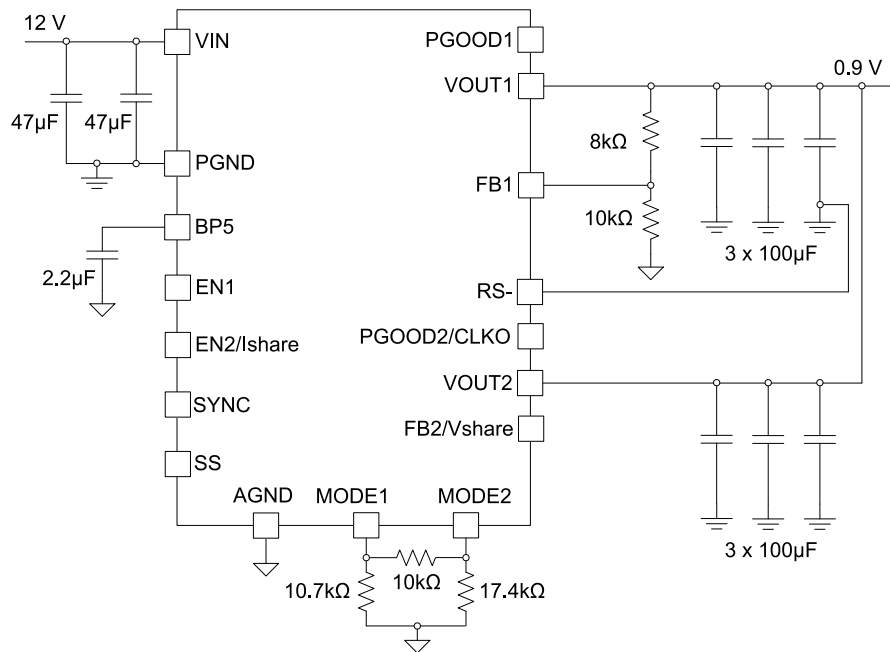 12 V
VIN
PGOOD1
VOUT1
0.9 V
47µF
47µF
8kΩ
PGND
FB1
10kΩ
BP5
3 x 100µF
2.2µF
EN1
RS-
EN2/Ishare
PGOOD2/CLKO
VOUT2
SYNC
FB2/Vshare
SS
AGND
MODE1
MODE2
3 x 100µF
10.7kΩ
10kΩ
17.4kΩ